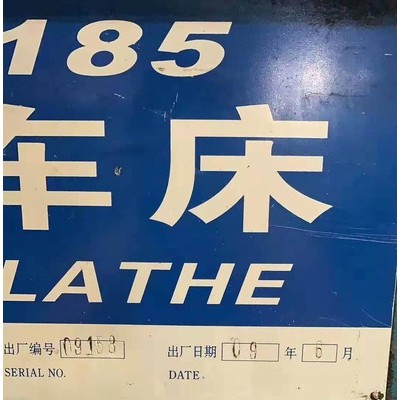 185
车床
LATHE
出厂编号 09158 出厂日期 09 年 6 月
SERIAL NO. DATE